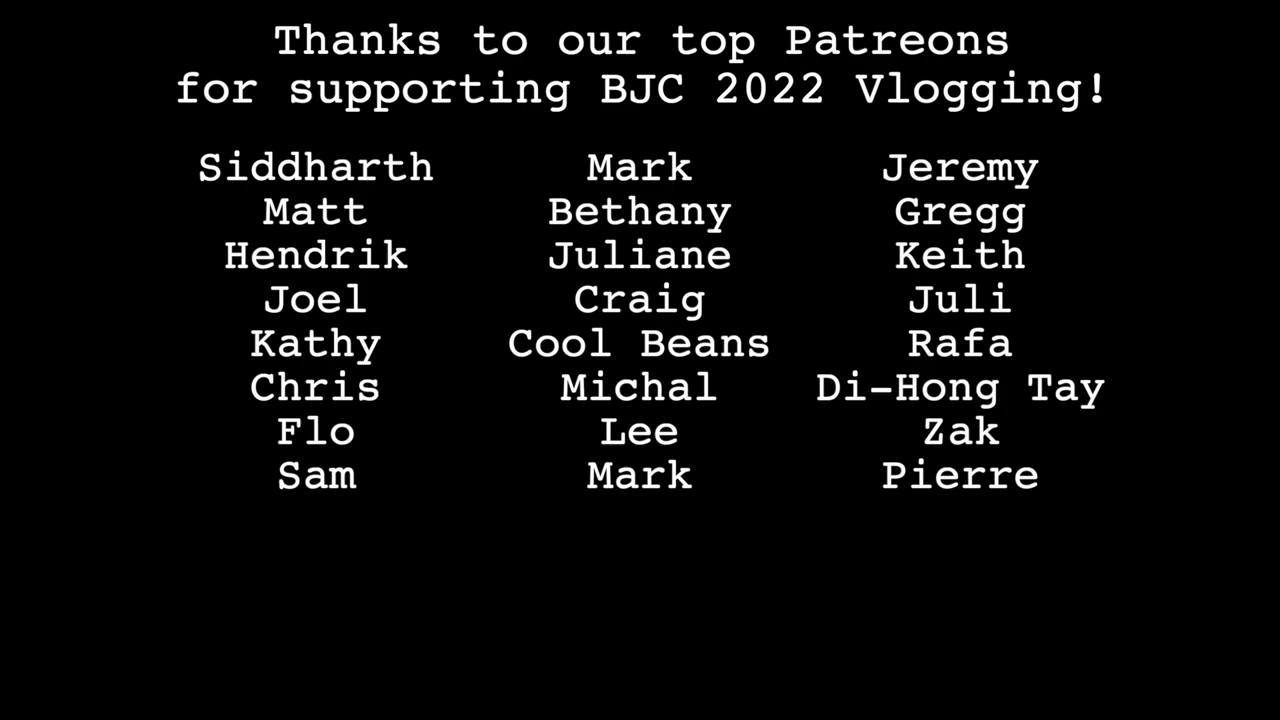 Thanks to our top Patreons
for supporting BJC 2022 Vlogging!
Siddharth Mark Jeremy
Matt Bethany Gregg
Hendrik Juliane Keith
Joel Craig Juli
Kathy Cool Beans Rafa
Chris Michal Di-Hong Tay
Flo Lee Zak
Sam Mark Pierre